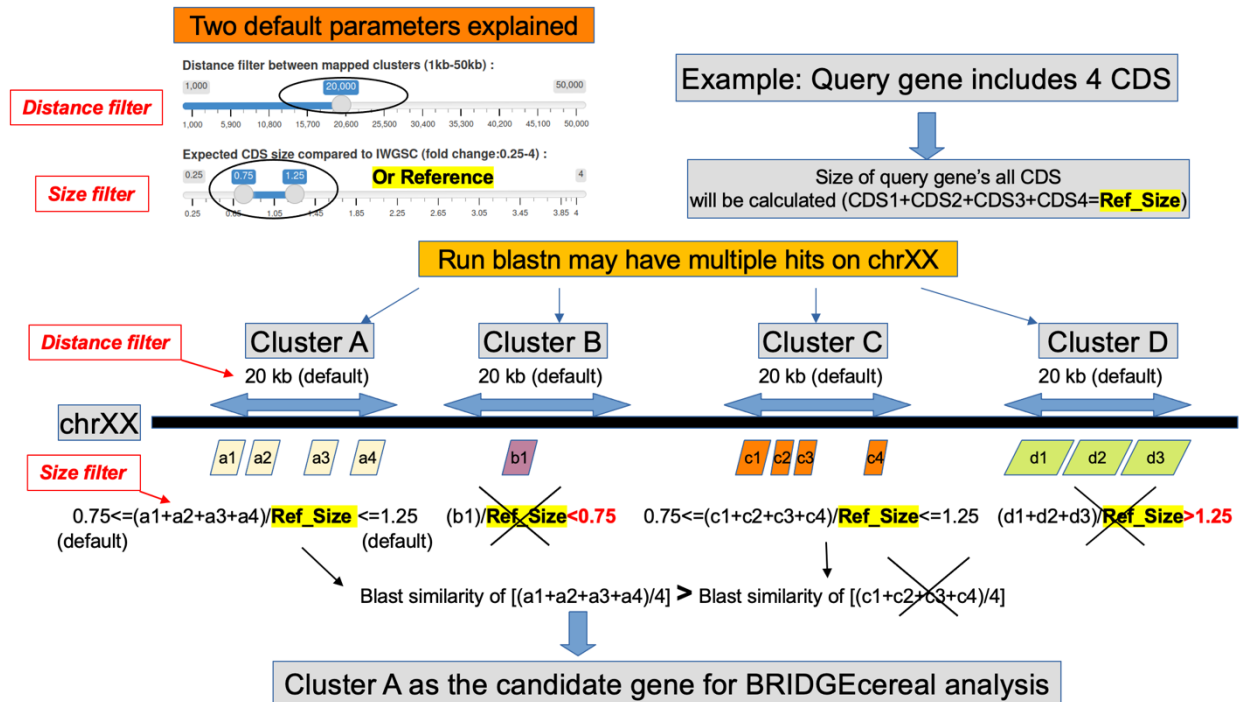 Two default parameters explained
Distance filter between mapped clusters (1kb-50kb) :
1,000
20,000
50,000
Distance filter
1,000 5,900 10,800 15,700 20,600 25,500 30,400 35,300 40,200 45,100 50,000
Expected CDS size compared to IWGSC (fold change:0.25-4) :
0.25
0.75
1.25
Or Reference
4
Size filter
0.25 0.65 1.05 1.45 1.85 2.25 2.65 3.05 3.45 3.85 4
Example: Query gene includes 4 CDS
Size of query gene's all CDS
will be calculated (CDS1+CDS2+CDS3+CDS4=Ref_Size)
Run blastn may have multiple hits on chrXX
Distance filter
Cluster A
Cluster B
Cluster C
Cluster D
20 kb (default)
20 kb (default)
20 kb (default)
20 kb (default)
chrXX
a1 a2 a3 a4
b1
c1 c2 c3 c4
d1 d2 d3
Size filter
0.75<=(a1+a2+a3+a4)/Ref_Size <=1.25
(default) (default)
(b1)/Ref_Size<0.75
0.75<=(c1+c2+c3+c4)/Ref_Size<=1.25
(d1+d2+d3)/Ref_Size>1.25
Blast similarity of [(a1+a2+a3+a4)/4] > Blast similarity of [(c1+c2+c3+c4)/4]
Cluster A as the candidate gene for BRIDGEcereal analysis